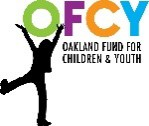 OFCY
OAKLAND FUND FOR
CHILDREN & YOUTH